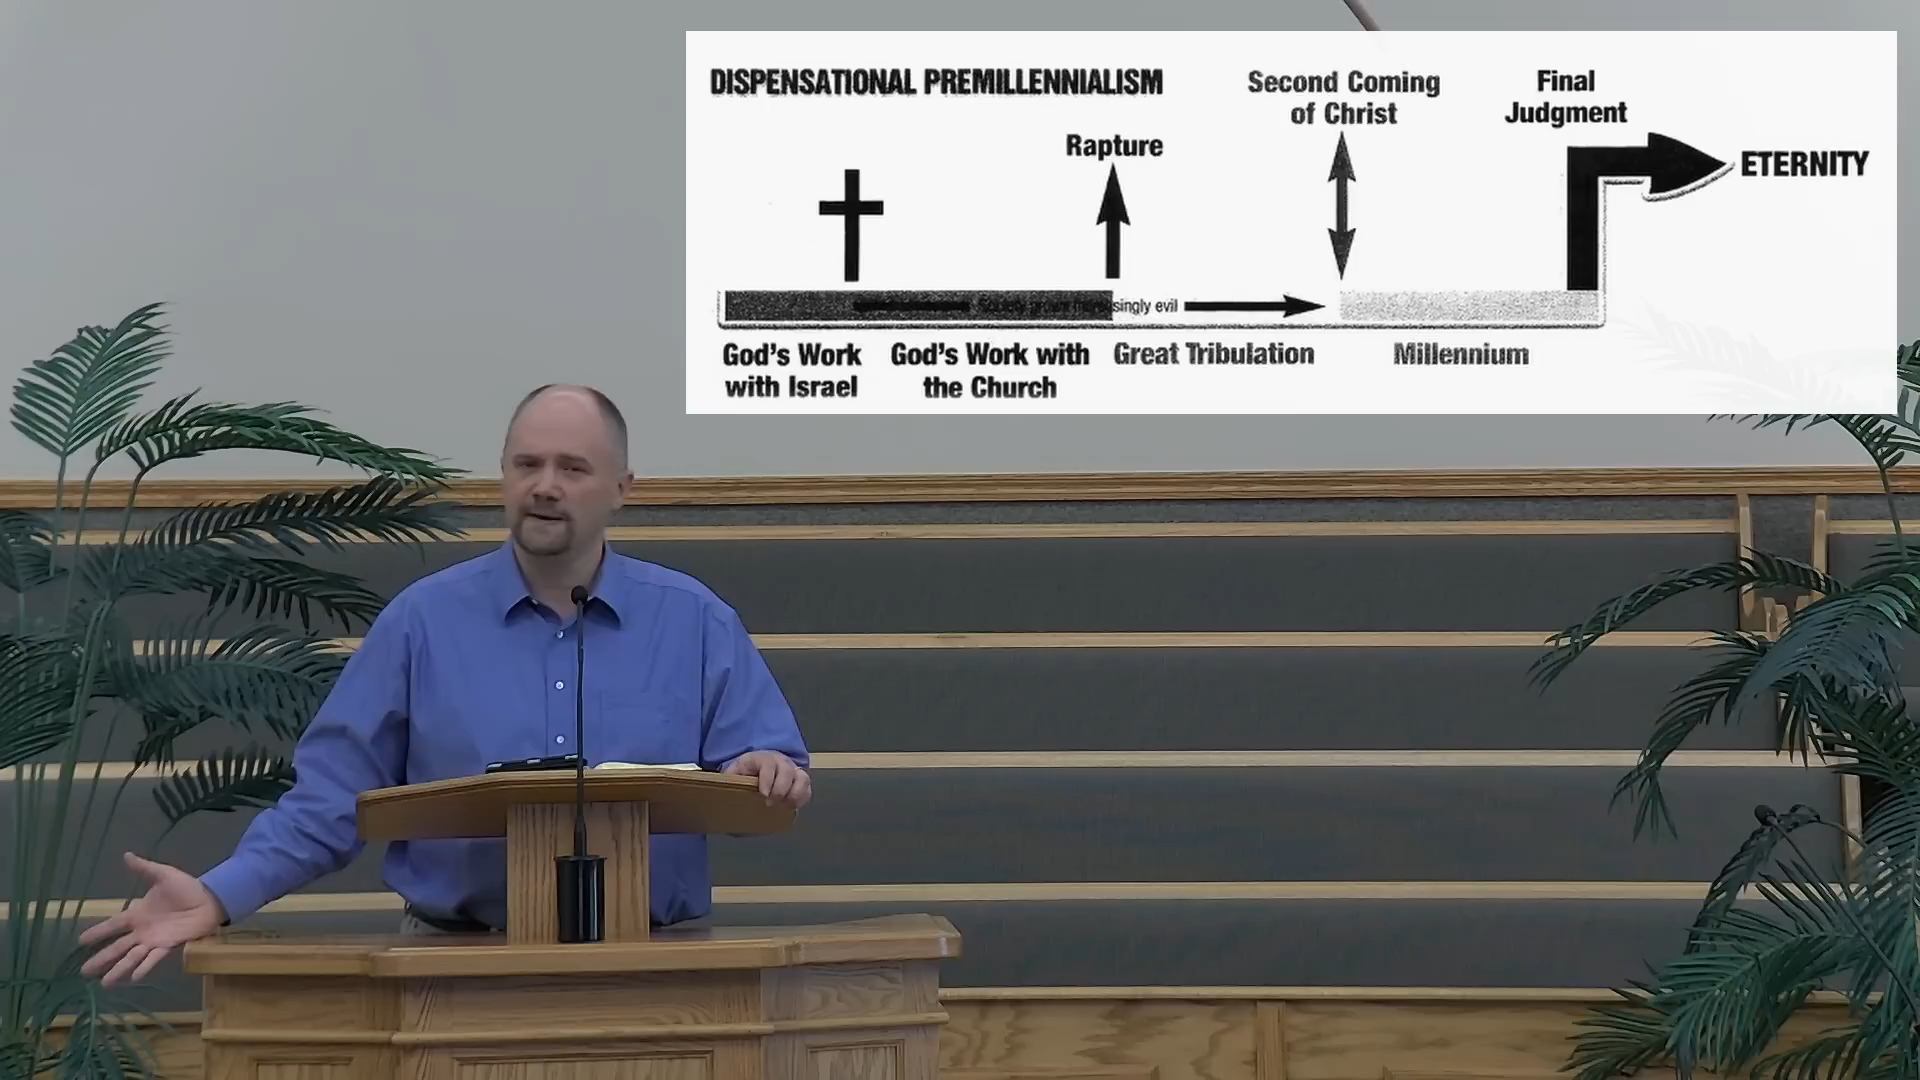 DISPENSATIONAL PREMILLENNIALISM
Second Coming
of Christ
Final
Judgment
Rapture
ETERNITY
singly evil
God's Work
with Israel
God's Work with
the Church
Great Tribulation
Millennium